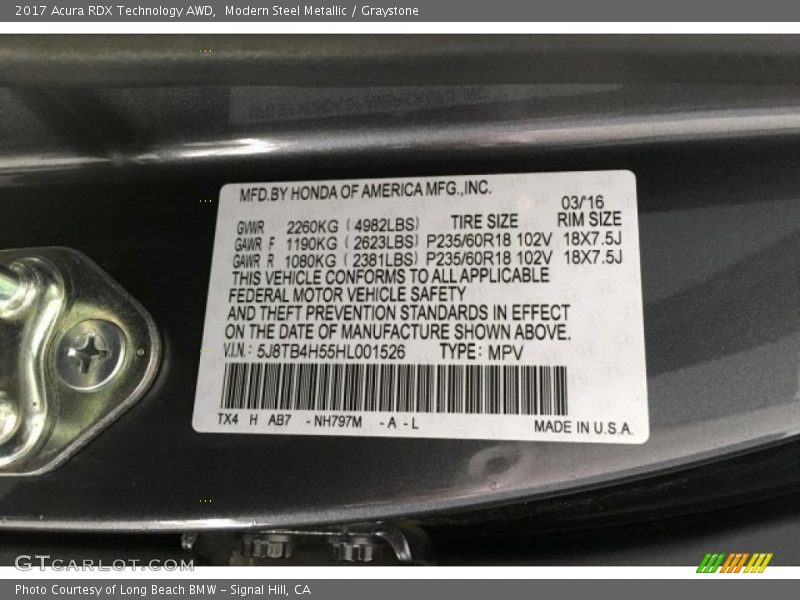 2017 Acura RDX Technology AWD, Modern Steel Metallic / Graystone
MFD.BY HONDA OF AMERICA MFG.,INC.
03/'16
GVWR 2260KG ( 4982LBS) TIRE SIZE RIM SIZE
GAWR F 1190KG ( 2623LBS) P235/60R18 102V 18X7.5J
GAWR R 1080KG ( 2381LBS) P235/60R18 102V 18X7.5J
THIS VEHICLE CONFORMS TO ALL APPLICABLE
FEDERAL MOTOR VEHICLE SAFETY
AND THEFT PREVENTION STANDARDS IN EFFECT
ON THE DATE OF MANUFACTURE SHOWN ABOVE.
V.I.N.: 5J8TB4H55HL001526 TYPE: MPV
TX4 H AB7 -NH797M -A-L
MADE IN U.S.A.
GTCarLot.com
Photo Courtesy of Long Beach BMW - Signal Hill, CA